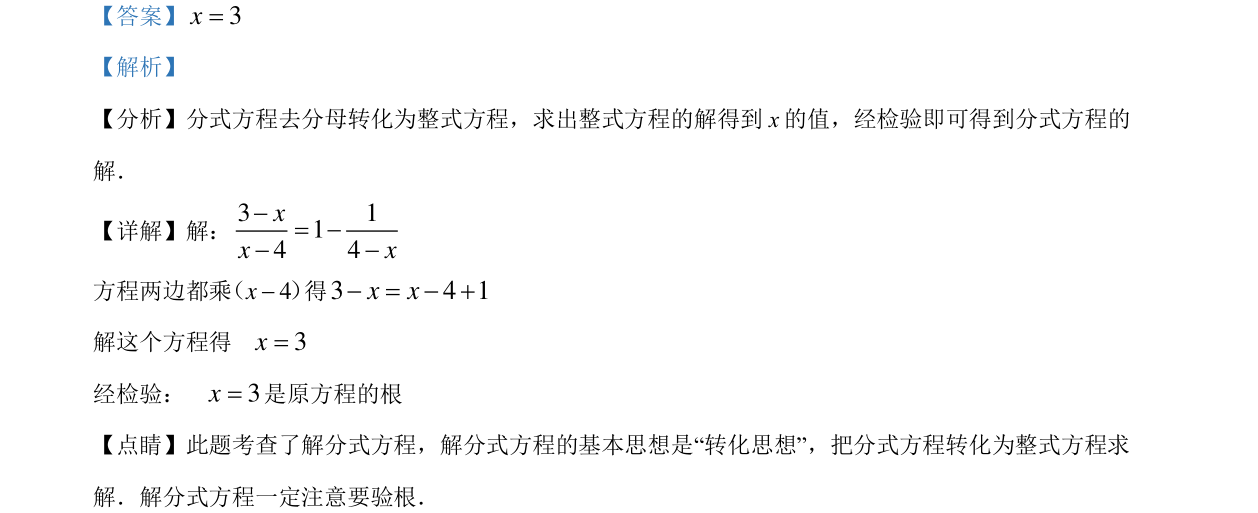 【答案】x=3
【解析】
【分析】分式方程去分母转化为整式方程，求出整式方程的解得到 x 的值，经检验即可得到分式方程的
解．
【详解】解：\frac{3-x}{x-4}=1-\frac{1}{4-x}
方程两边都乘(x-4)得3-x=x-4+1
解这个方程得 x=3
经检验： x=3是原方程的根
【点睛】此题考查了解分式方程，解分式方程的基本思想是“转化思想”，把分式方程转化为整式方程求
解．解分式方程一定注意要验根．